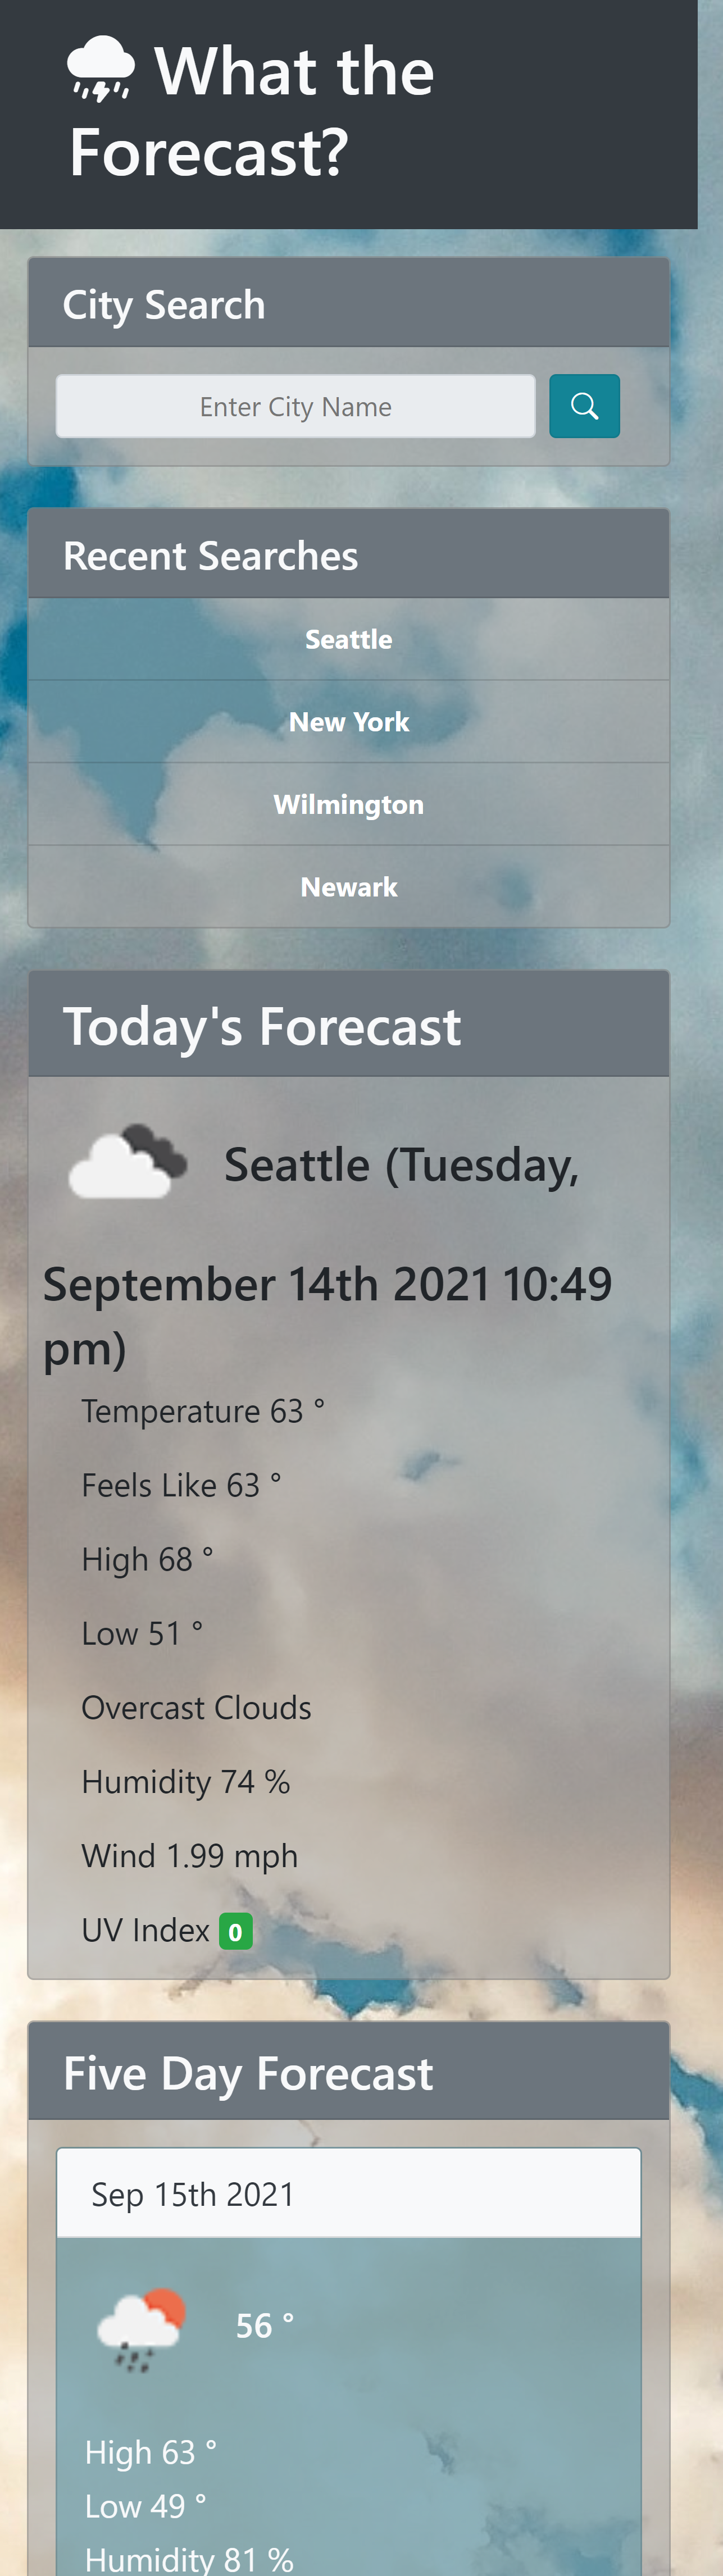 What the
Forecast?
City Search
Enter City Name
Recent Searches
Seattle
New York
Wilmington
Newark
Today's Forecast
Seattle (Tuesday,
September 14th 2021 10:49
pm)
Temperature 63 °
Feels Like 63 °
High 68 °
Low 51 °
Overcast Clouds
Humidity 74 %
Wind 1.99 mph
UV Index 0
Five Day Forecast
Sep 15th 2021
56 °
High 63 °
Low 49 °
Humidity 81 %